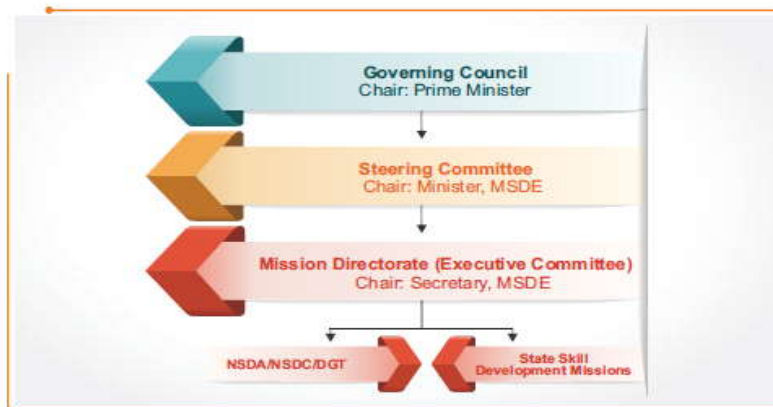 Governing Council
Chair: Prime Minister
Steering Committee
Chair: Minister, MSDE
Mission Directorate (Executive Committee)
Chair: Secretary, MSDE
NSDA/NSDC/DGT
State Skill
Development Missions